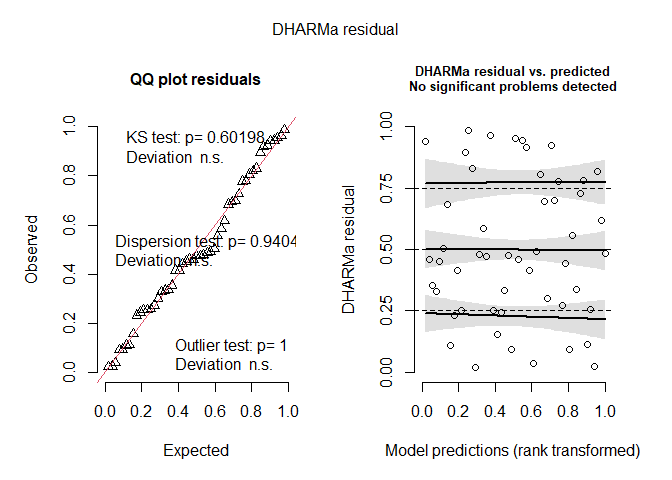 DHARMa residual
QQ plot residuals
KS test: p= 0.60198
Deviation n.s.
Dispersion test: p= 0.9404
Deviation n.s.
Outlier test: p= 1
Deviation n.s.
Observed
0.0 0.2 0.4 0.6 0.8 1.0
0.0 0.2 0.4 0.6 0.8 1.0
Expected
DHARMa residual vs. predicted
No significant problems detected
DHARMa residual
0.00 0.25 0.50 0.75 1.00
0.0 0.2 0.4 0.6 0.8 1.0
Model predictions (rank transformed)